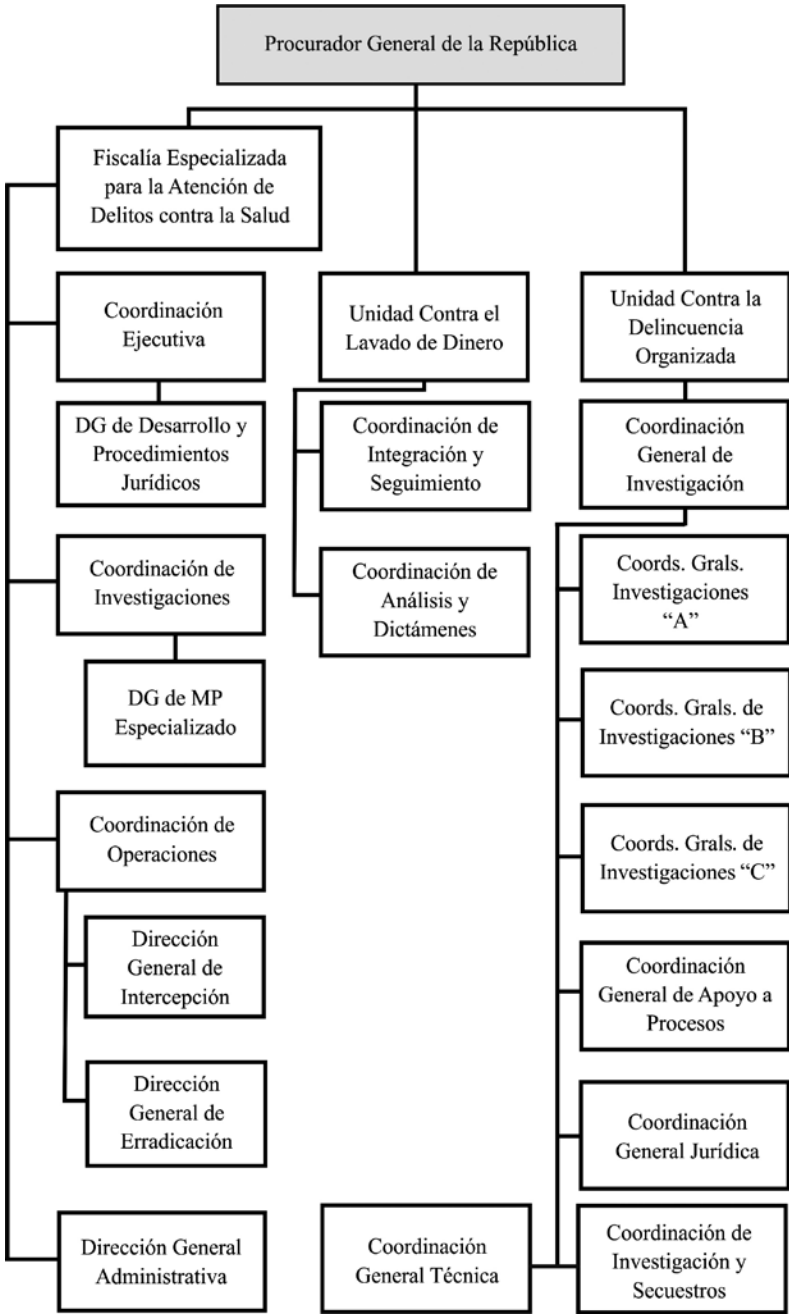 Procurador General de la República
Fiscalía Especializada
para la Atención de
Delitos contra la Salud
Coordinación
Ejecutiva
DG de Desarrollo y
Procedimientos
Jurídicos
Coordinación de
Investigaciones
DG de MP
Especializado
Coordinación de
Operaciones
Dirección
General de
Intercepción
Dirección
General de
Erradicación
Dirección General
Administrativa
Unidad Contra el
Lavado de Dinero
Coordinación de
Integración y
Seguimiento
Coordinación de
Análisis y
Dictámenes
Unidad Contra la
Delincuencia
Organizada
Coordinación
General de
Investigación
Coords. Grals.
Investigaciones
“A”
Coords. Grals. de
Investigaciones “B”
Coords. Grals. de
Investigaciones “C”
Coordinación
General de Apoyo a
Procesos
Coordinación
General Jurídica
Coordinación
General Técnica
Coordinación de
Investigación y
Secuestros